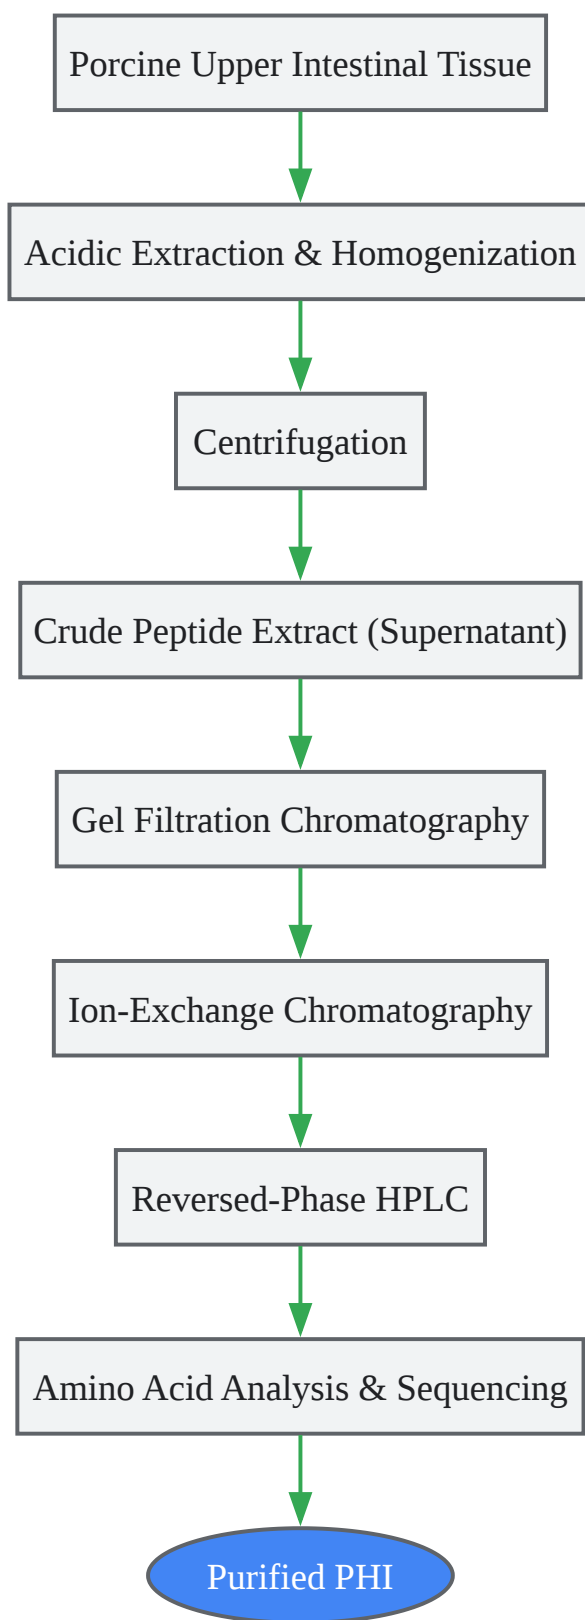 Porcine Upper Intestinal Tissue
Acidic Extraction & Homogenization
Centrifugation
Crude Peptide Extract (Supernatant)
Gel Filtration Chromatography
Ion-Exchange Chromatography
Reversed-Phase HPLC
Amino Acid Analysis & Sequencing
Purified PHI